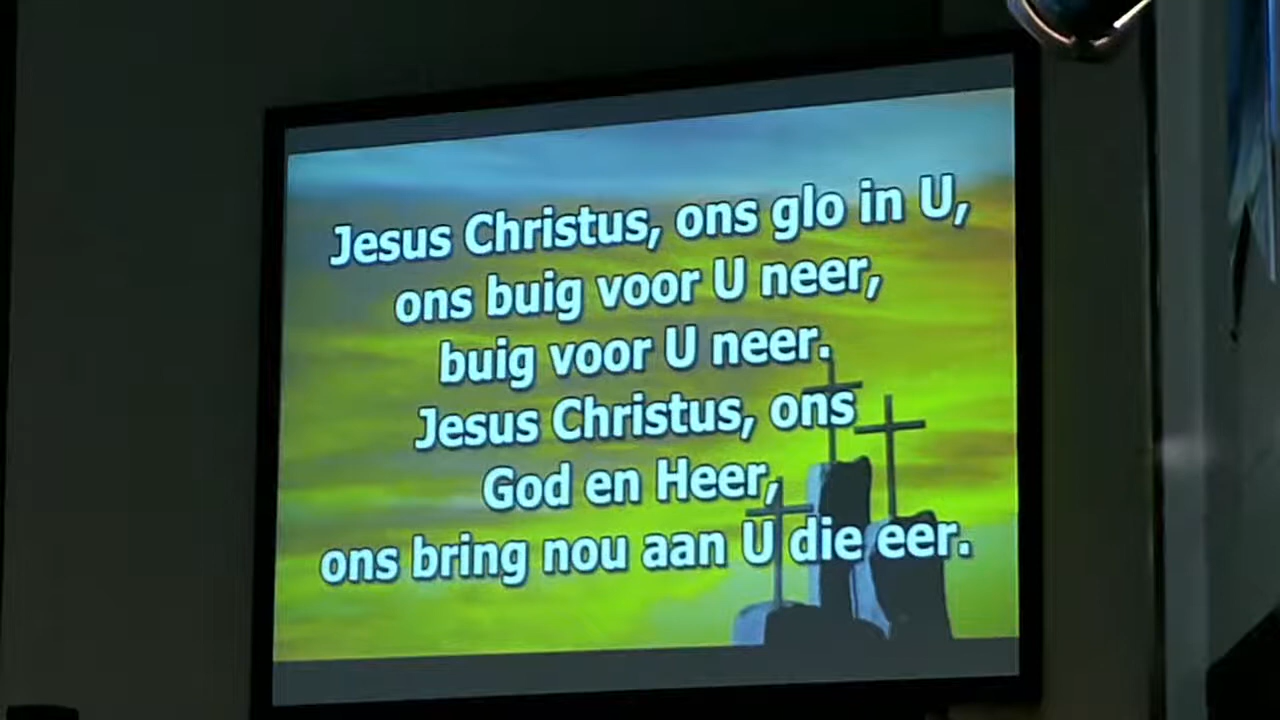 Jesus Christus, ons glo in U,
ons buig voor U neer,
buig voor U neer.
Jesus Christus, ons
God en Heer,
ons bring nou aan U die eer.